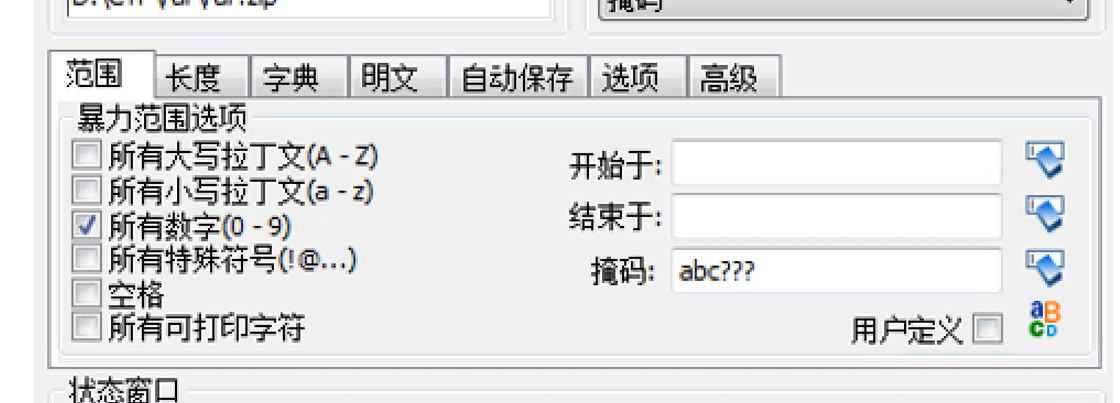 掩码
范围 长度 字典 明文 自动保存 选项 高级
暴力范围选项
所有大写拉丁文(A - Z)
所有小写拉丁文(a - z)
所有数字(0 - 9)
所有特殊符号(!@...)
空格
所有可打印字符
开始于:
结束于:
掩码: abc???
用户定义
状态窗口